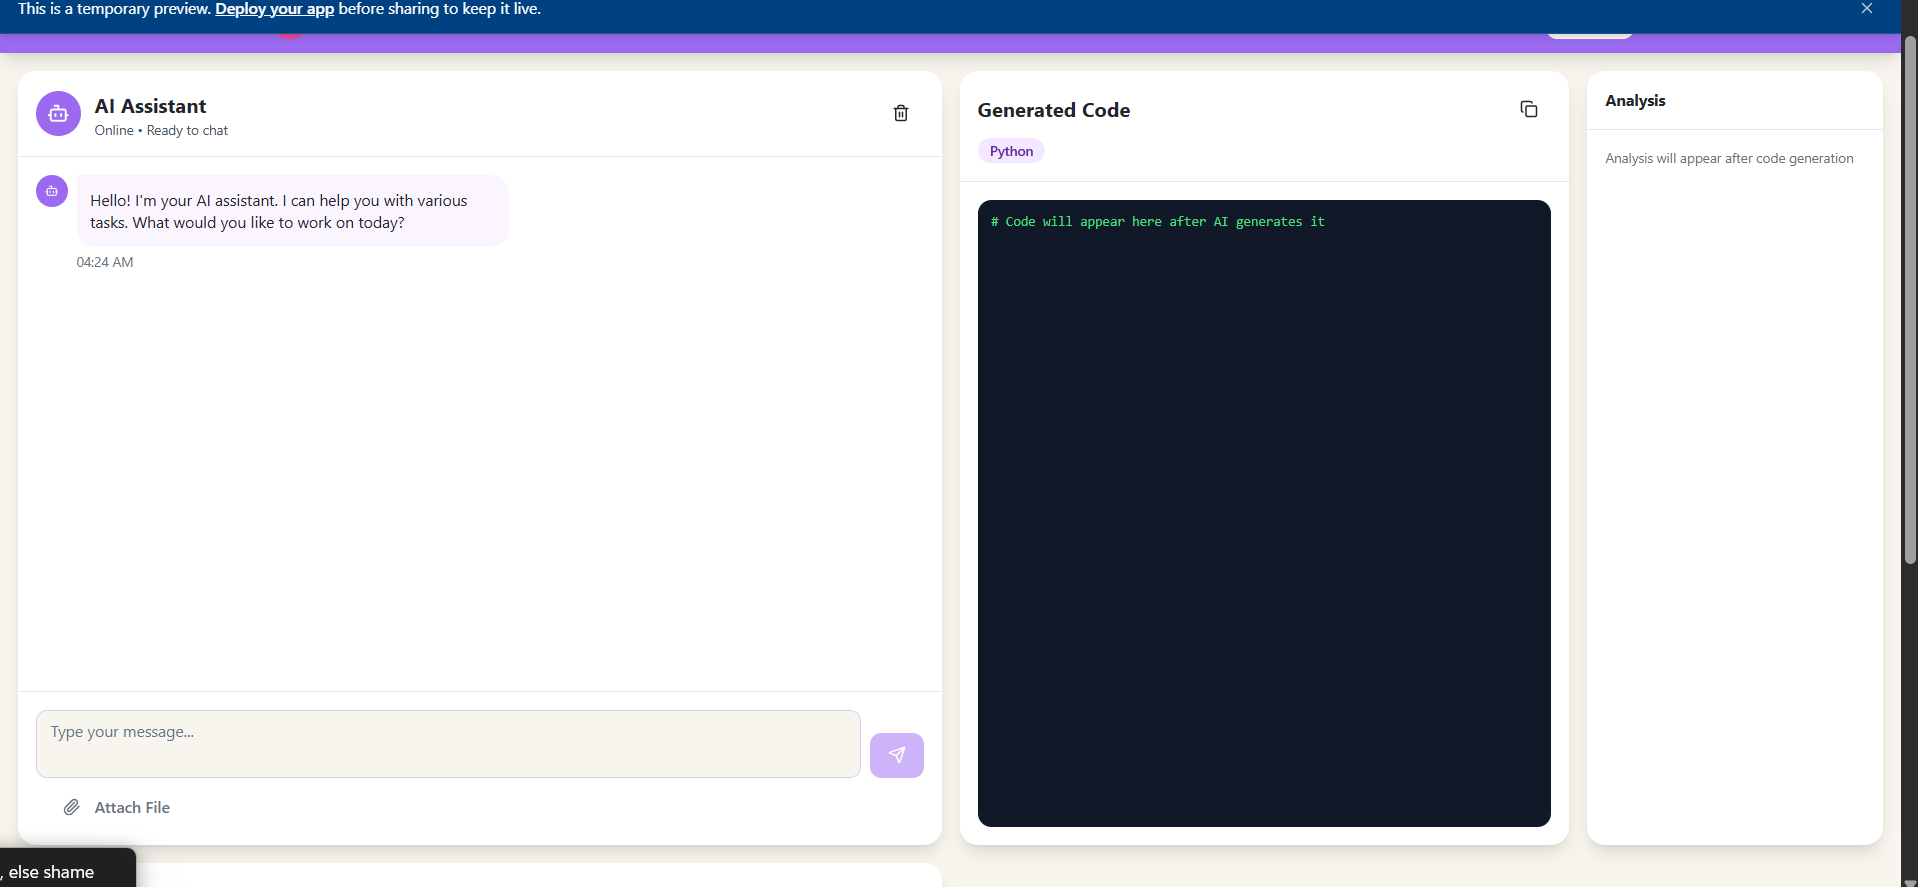 This is a temporary preview. Deploy your app before sharing to keep it live.
AI Assistant
Online • Ready to chat
Hello! I'm your AI assistant. I can help you with various
tasks. What would you like to work on today?
04:24 AM
Type your message...
Attach File
Generated Code
Python
# Code will appear here after AI generates it
Analysis
Analysis will appear after code generation
, else shame